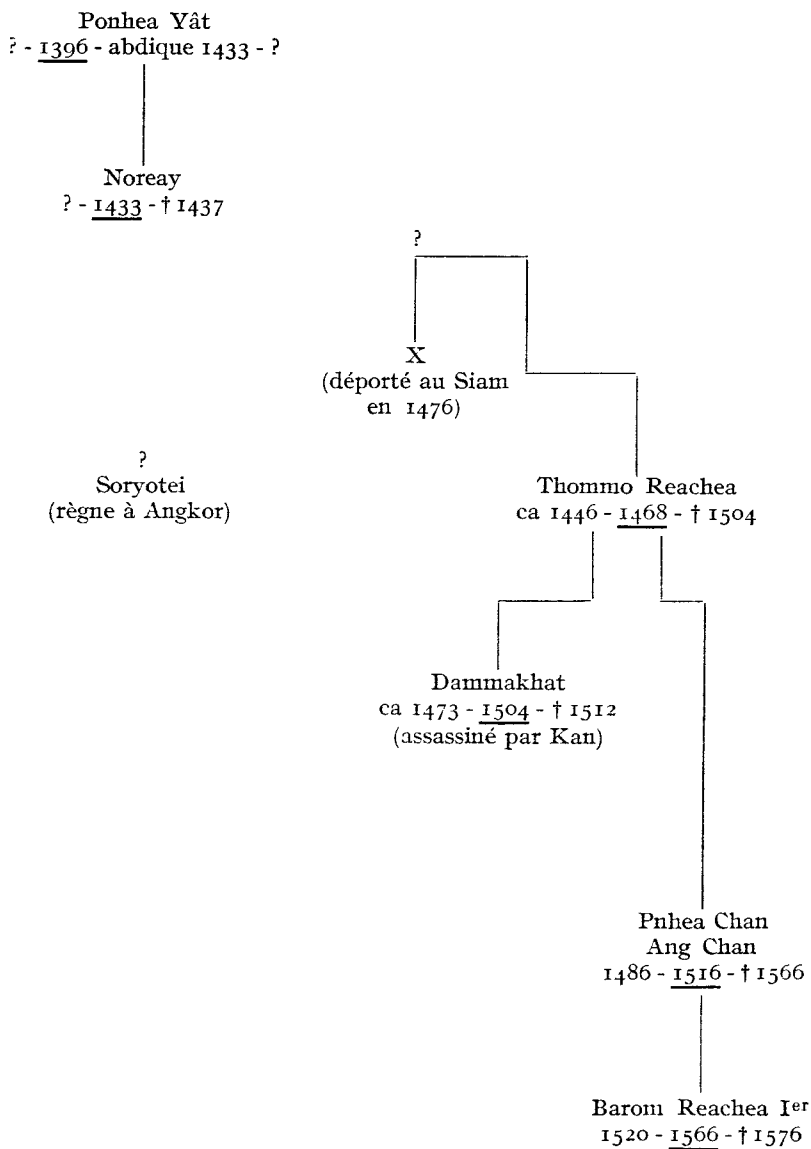 Ponhea Yât
? - 1396 - abdique 1433 - ?
Noreay
? - 1433 - † 1437
?
X
(déporté au Siam
en 1476)
?
Soryotei
(règne à Angkor)
Thommo Reachea
ca 1446 - 1468 - † 1504
Dammakhat
ca 1473 - 1504 - † 1512
(assassiné par Kan)
Pnhea Chan
Ang Chan
1486 - 1516 - † 1566
Barom Reachea Ier
1520 - 1566 - † 1576